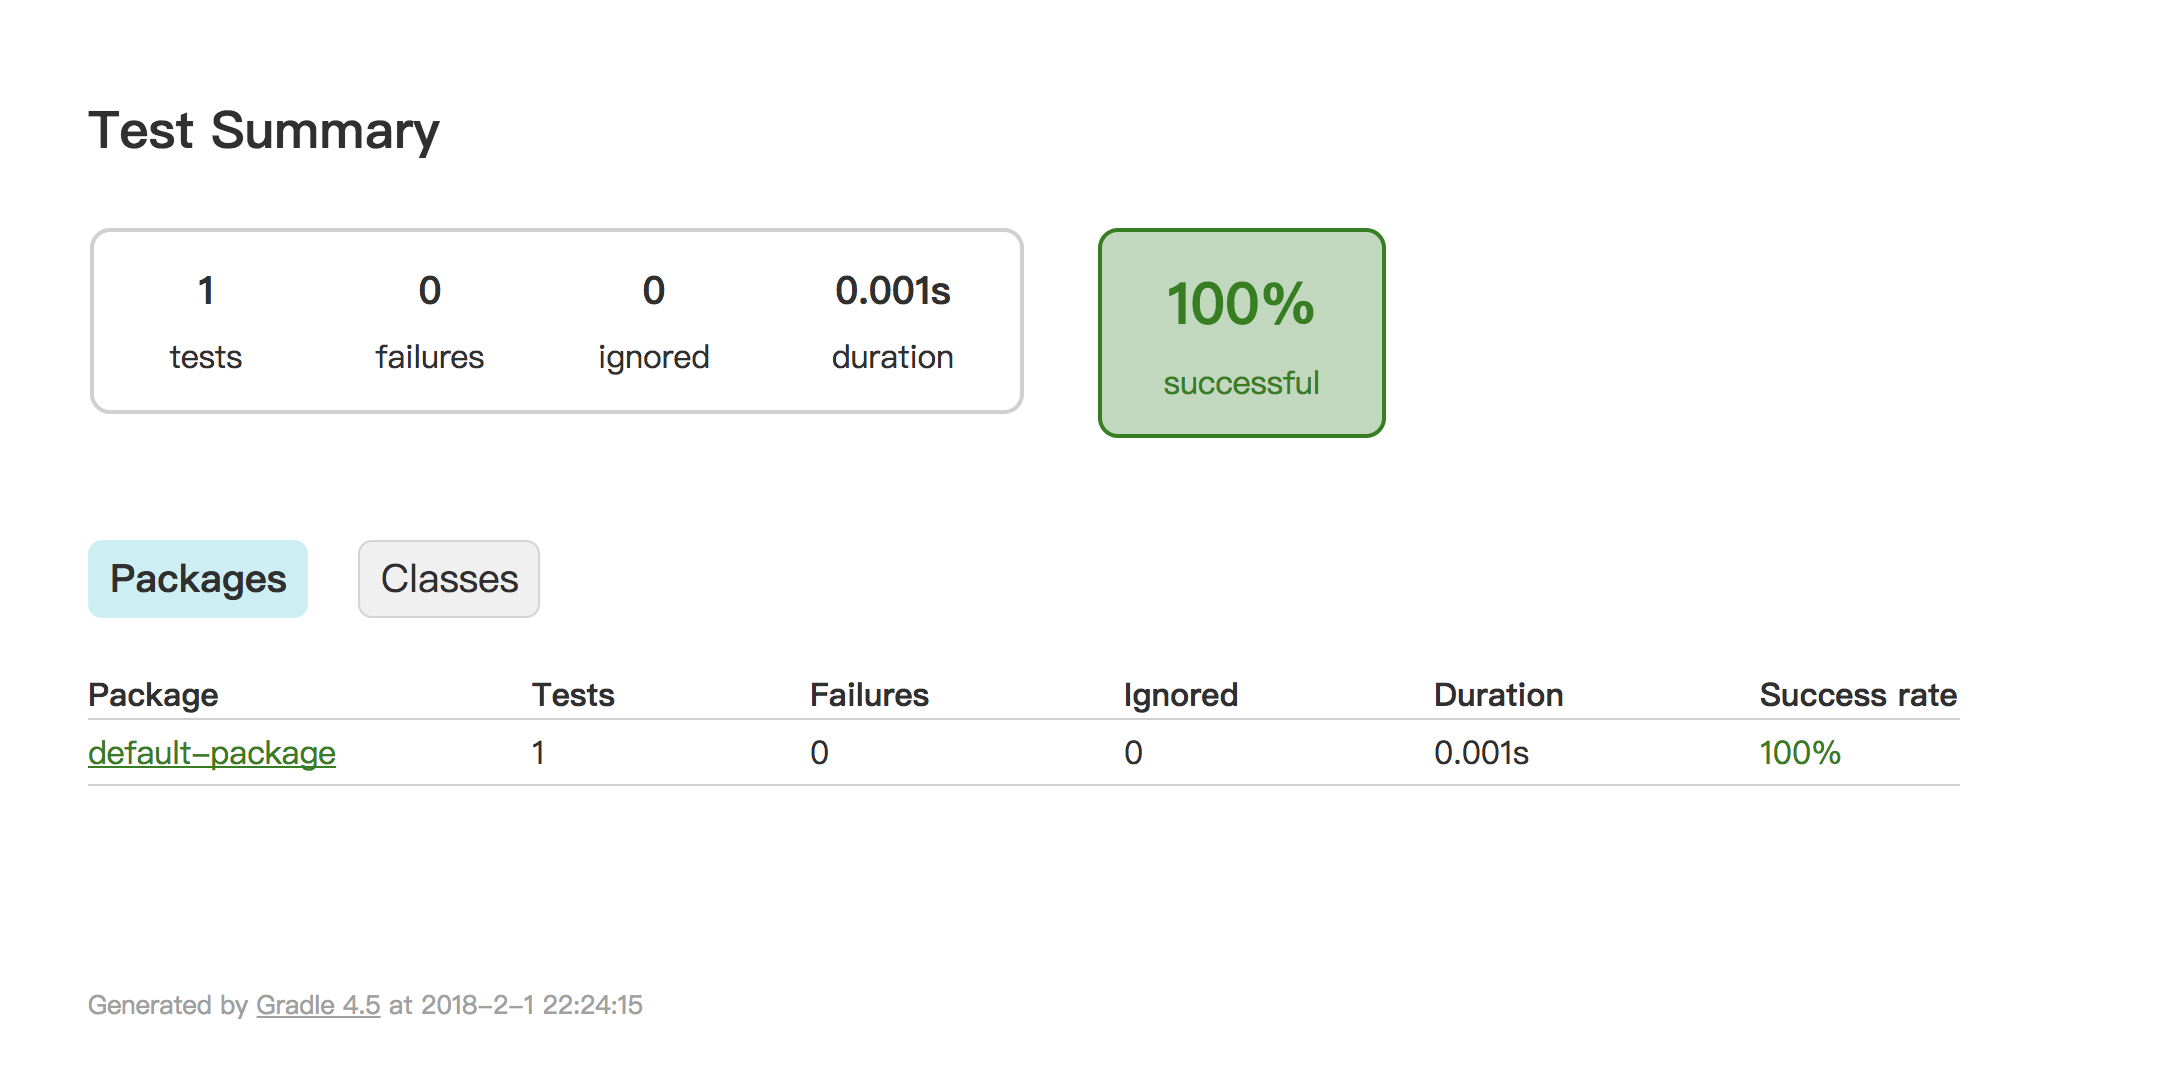 Test Summary
1 0 0 0.001s
tests failures ignored duration
100%
successful
Packages Classes
Package Tests Failures Ignored Duration Success rate
default-package 1 0 0 0.001s 100%
Generated by Gradle 4.5 at 2018-2-1 22:24:15